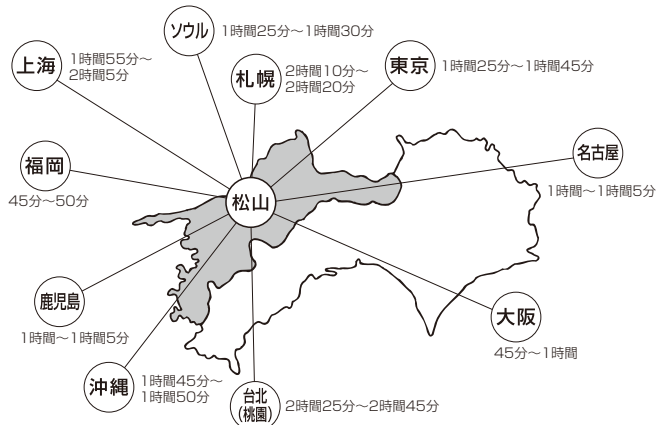 ソウル
1時間25分～1時間30分
上海
1時間55分～
2時間5分
札幌
2時間10分～
2時間20分
東京
1時間25分～1時間45分
名古屋
1時間～1時間5分
福岡
45分～50分
松山
鹿児島
1時間～1時間5分
大阪
45分～1時間
沖縄
1時間45分～
1時間50分
台北
(桃園)
2時間25分～2時間45分